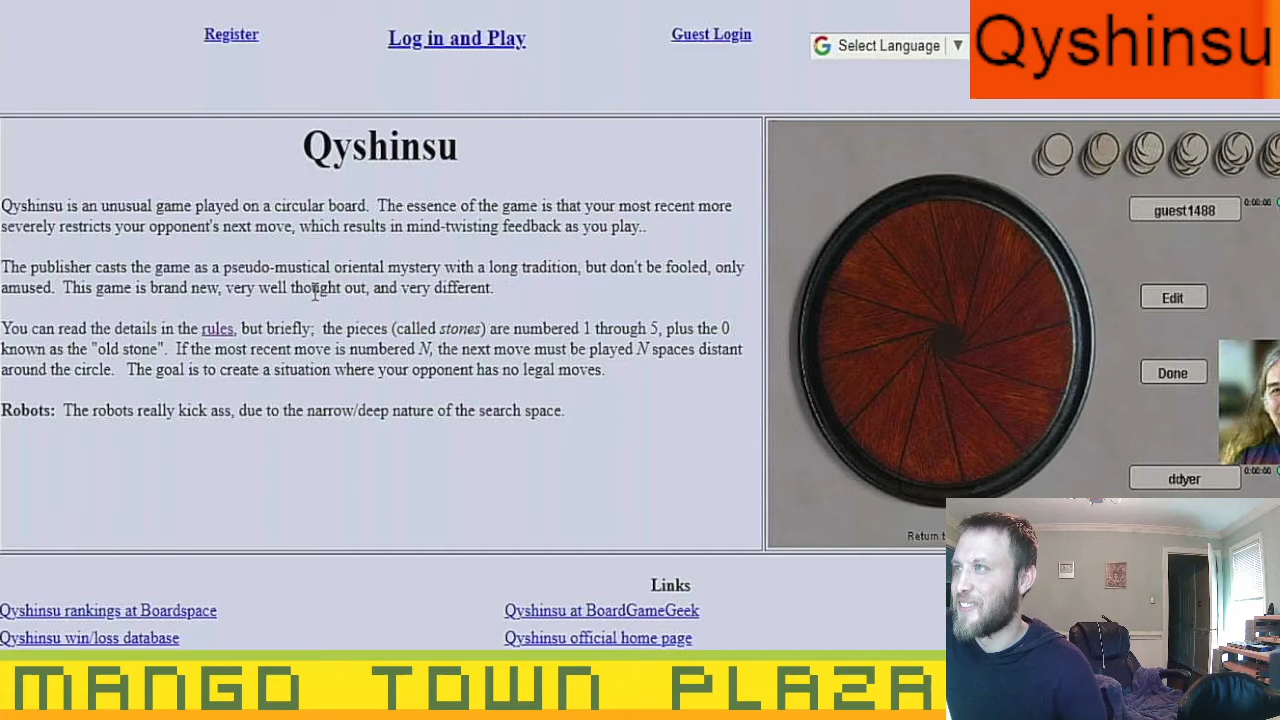 Register
Log in and Play
Guest Login
Select Language
Qyshinsu
Qyshinsu
Qyshinsu is an unusual game played on a circular board. The essence of the game is that your most recent more
severely restricts your opponent's next move, which results in mind-twisting feedback as you play..
The publisher casts the game as a pseudo-mustical oriental mystery with a long tradition, but don't be fooled, only
amused. This game is brand new, very well thought out, and very different.
You can read the details in the rules, but briefly; the pieces (called stones) are numbered 1 through 5, plus the 0
known as the "old stone". If the most recent move is numbered N, the next move must be played N spaces distant
around the circle. The goal is to create a situation where your opponent has no legal moves.
Robots: The robots really kick ass, due to the narrow/deep nature of the search space.
0:00:00
guest1488
Edit
Done
0:00:00
ddyer
Return t
Links
Qyshinsu rankings at Boardspace
Qyshinsu at BoardGameGeek
Qyshinsu win/loss database
Qyshinsu official home page
MANGO TOWN PLAZA